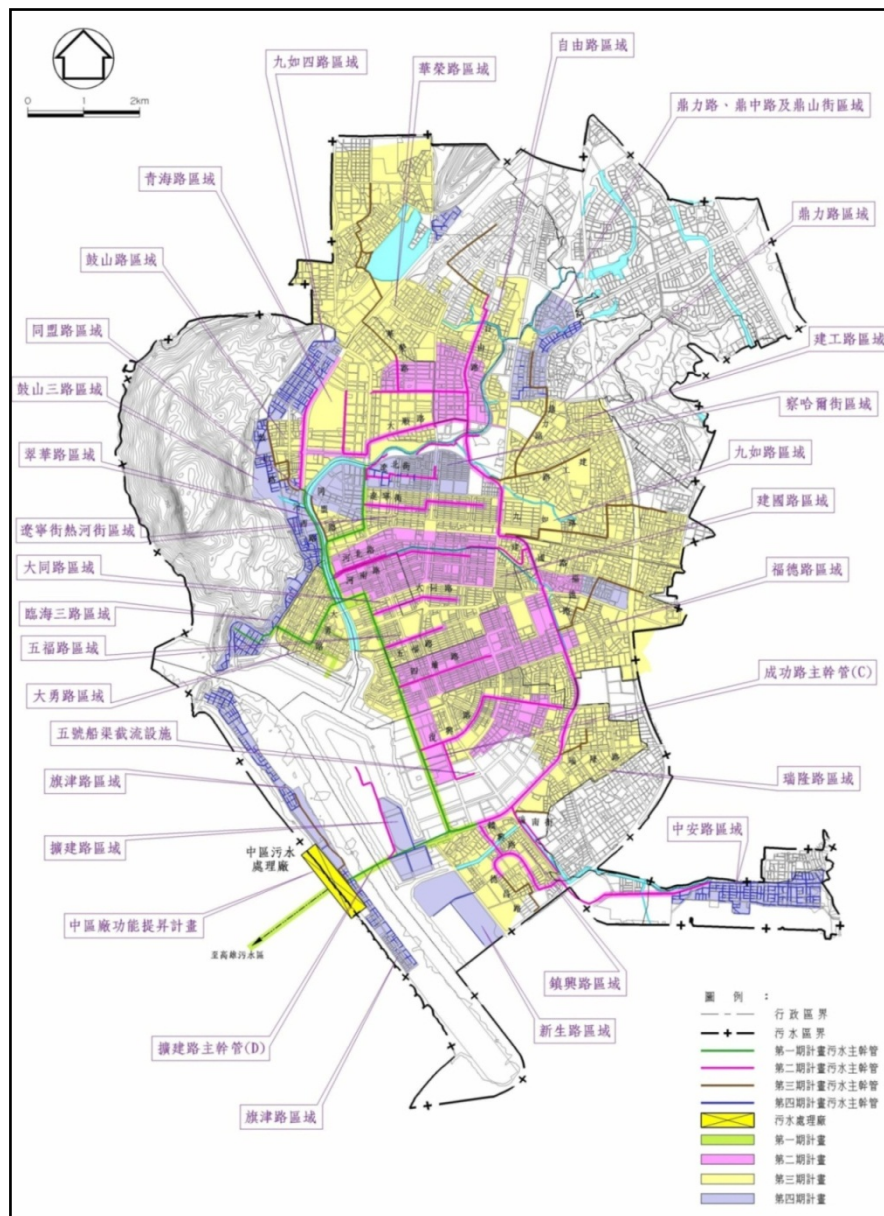 九如四路區域
華榮路區域
自由路區域
鼎力路、鼎中路及鼎山街區域
0 1 2km
青海路區域
鼓山路區域
鼎力路區域
同盟路區域
建工路區域
鼓山三路區域
察哈爾街區域
翠華路區域
九如路區域
建國路區域
遼寧街熱河街區域
大同路區域
福德路區域
臨海三路區域
五福路區域
大勇路區域
成功路主幹管(C)
五號船渠截流設施
瑞隆路區域
旗津路區域
中安路區域
擴建路區域
中區污水
處理廠
中區廠功能提昇計畫
至高雄污水區
鎮興路區域
新生路區域
擴建路主幹管(D)
旗津路區域
圖 例 :
行政區界
污水區界
第一期計畫污水主幹管
第二期計畫污水主幹管
第三期計畫污水主幹管
第四期計畫污水主幹管
污水處理廠
第一期計畫
第二期計畫
第三期計畫
第四期計畫